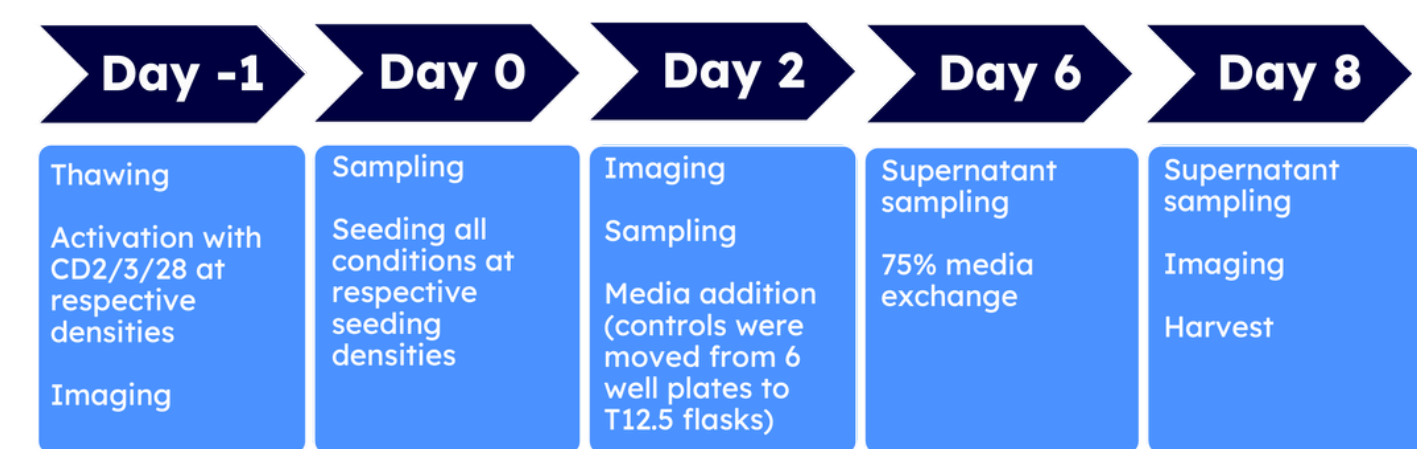 Day -1
Day 0
Day 2
Day 6
Day 8
Thawing
Activation with
CD2/3/28 at
respective
densities
Imaging
Sampling
Seeding all
conditions at
respective
seeding
densities
Imaging
Sampling
Media addition
(controls were
moved from 6
well plates to
T12.5 flasks)
Supernatant
sampling
75% media
exchange
Supernatant
sampling
Imaging
Harvest